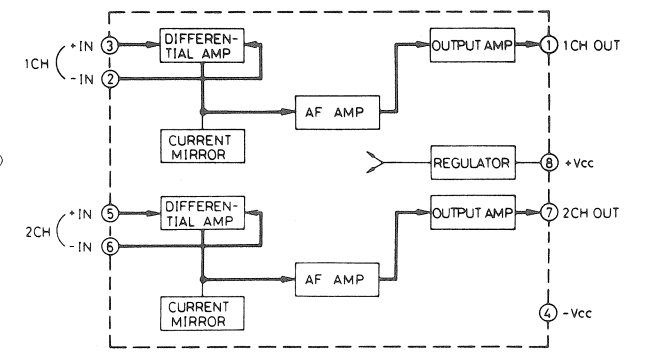 1CH
+IN
3
-IN
2
DIFFEREN-
TIAL AMP
CURRENT
MIRROR
AF AMP
OUTPUT AMP
1
1CH OUT
REGULATOR
8
+Vcc
2CH
+IN
5
-IN
6
DIFFEREN-
TIAL AMP
CURRENT
MIRROR
AF AMP
OUTPUT AMP
7
2CH OUT
4
-Vcc